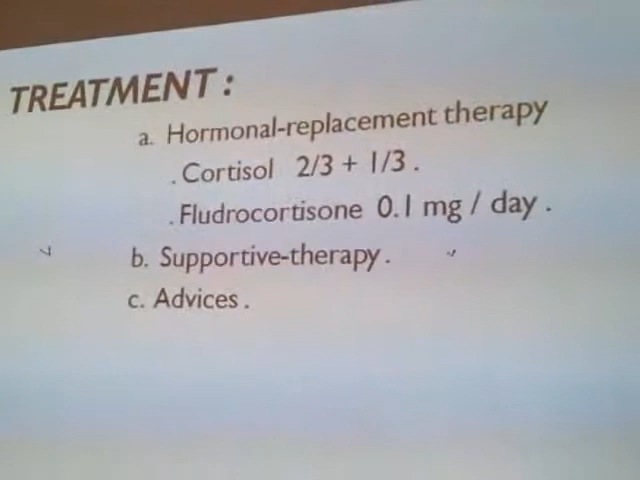 TREATMENT :
a. Hormonal-replacement therapy
. Cortisol 2/3 + 1/3 .
. Fludrocortisone 0.1 mg / day .
b. Supportive-therapy .
c. Advices .